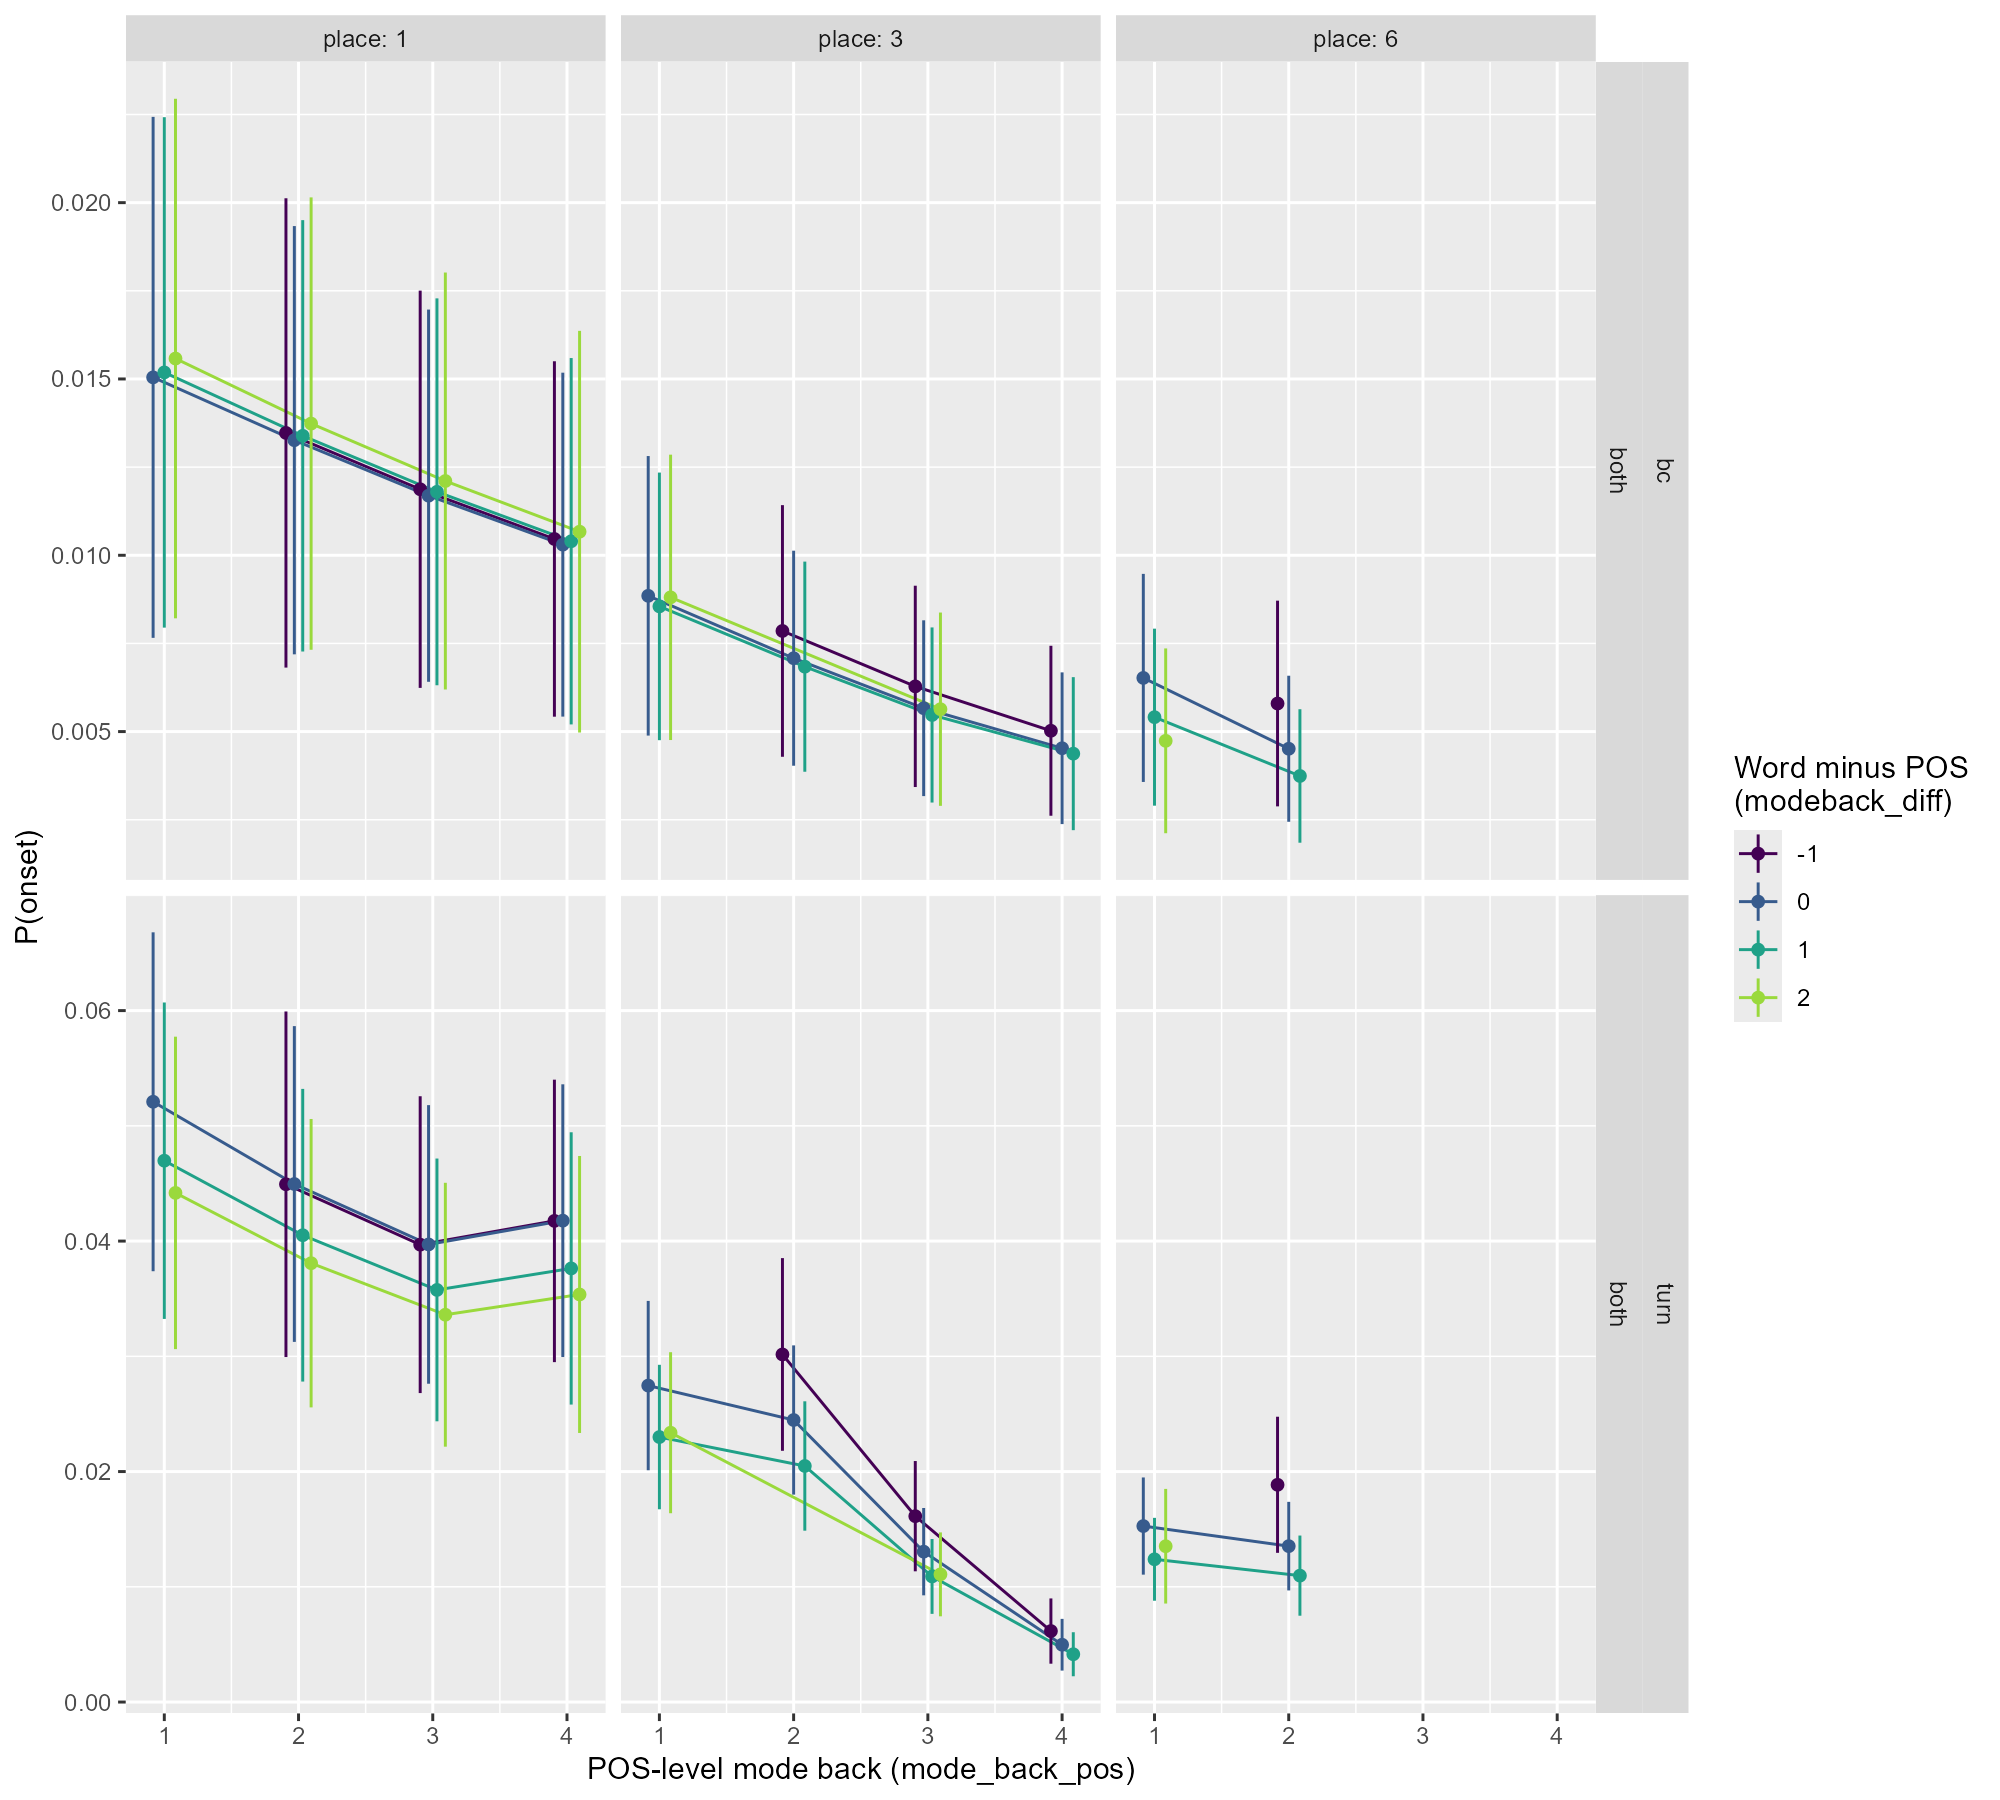 place: 1
place: 3
place: 6
P(onset)
0.020
0.015
0.010
0.005
both
bc
0.06
0.04
0.02
0.00
both
turn
1
2
3
4
1
2
3
4
1
2
3
4
POS-level mode back (mode_back_pos)
Word minus POS
(modeback_diff)
-1
0
1
2